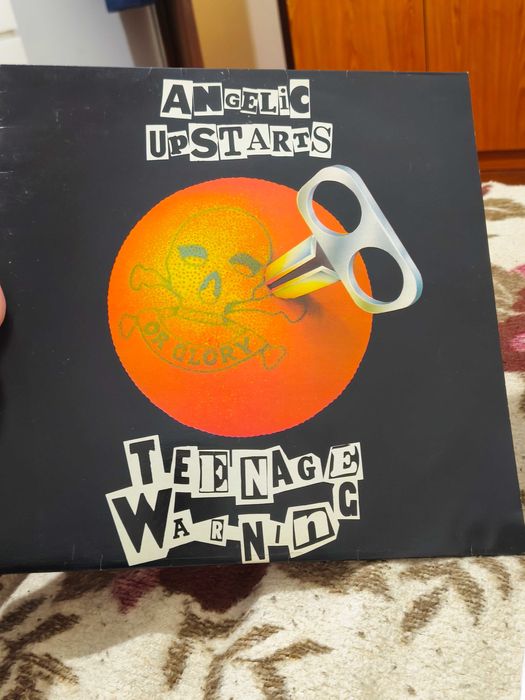 ANGELiC
UpSTARTS
OR GLORY
TEENAGE
WARNinG